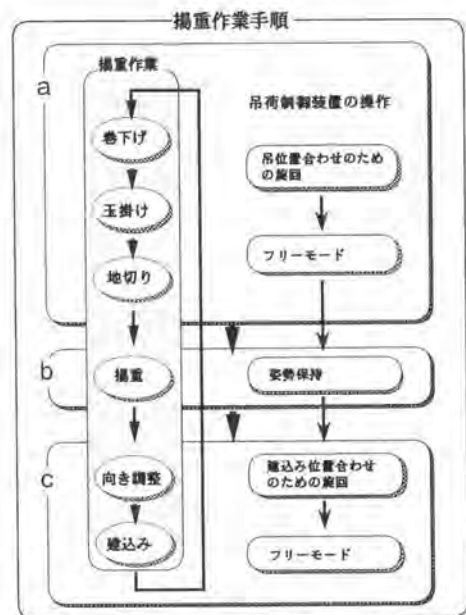 揚重作業手順
a
揚重作業
巻下げ
玉掛け
地切り
吊荷制御装置の操作
吊位置合わせのため
の旋回
フリーモード
b
揚重
姿勢保持
c
向き調整
建込み
建込み位置合わせ
のための旋回
フリーモード